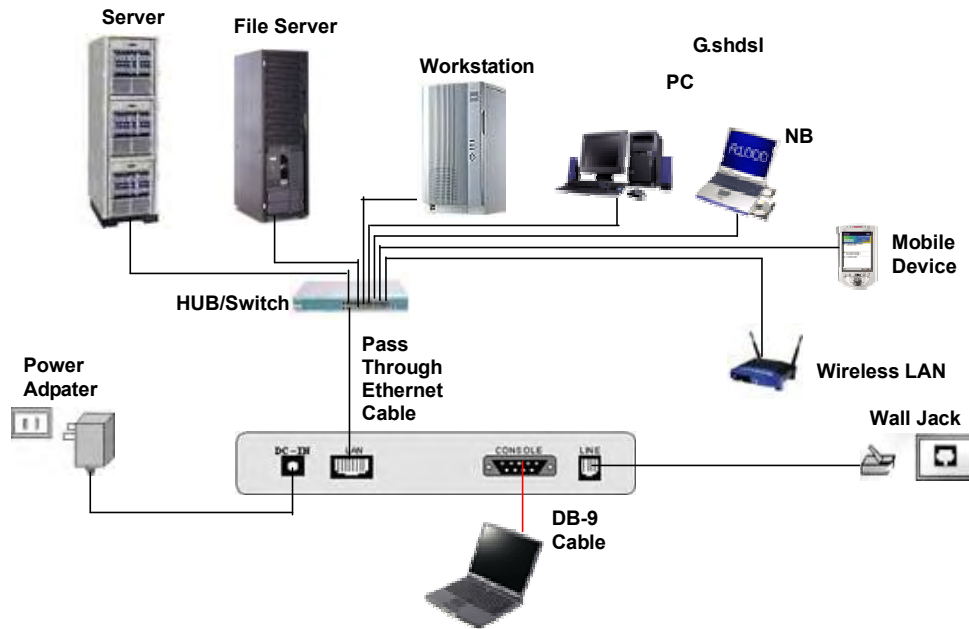 Server
File Server
Workstation
G.shdsl
PC
NB
A1000
Mobile
Device
HUB/Switch
Pass
Through
Ethernet
Cable
Power
Adpater
Wireless LAN
Wall Jack
DC-IN
LAN
CONSOLE
LINE
DB-9
Cable